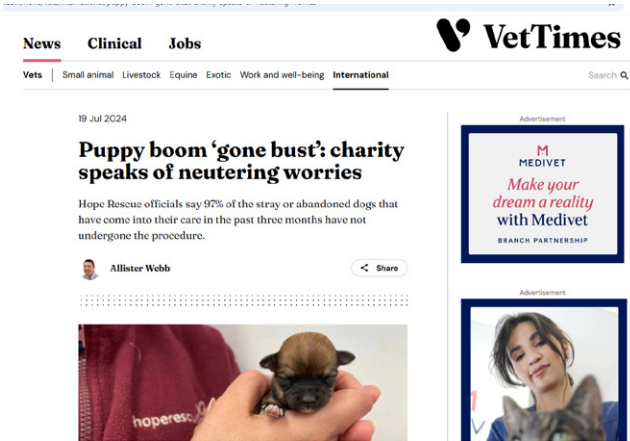 News Clinical Jobs
VetTimes
Vets Small animal Livestock Equine Exotic Work and well-being International
Search
19 Jul 2024
Puppy boom ‘gone bust’: charity
speaks of neutering worries
Hope Rescue officials say 97% of the stray or abandoned dogs that
have come into their care in the past three months have not
undergone the procedure.
Allister Webb
Share
hoperesc
Advertisement
M
MEDIVET
Make your
dream a reality
with Medivet
BRANCH PARTNERSHIP
Advertisement